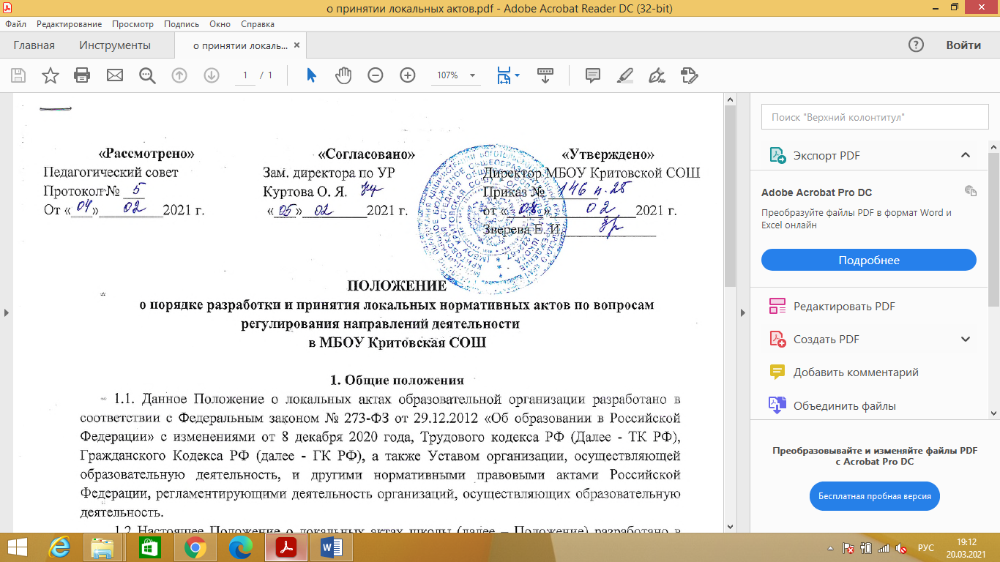 о принятии локальных актов.pdf - Adobe Acrobat Reader DC (32-bit)
Файл Редактирование Просмотр Подпись Окно Справка
Главная Инструменты о принятии локаль... Войти
1 / 1 107%
«Рассмотрено»
Педагогический совет
Протокол № 5
От «04» 02 2021 г.
«Согласовано»
Зам. директора по УР
Куртова О. Я.
«05» 02 2021 г.
«Утверждено»
Директор МБОУ Критовской СОШ
Приказ № 146 п. 25
от «08» 02 2021 г.
Зверева Е. И.
ПОЛОЖЕНИЕ
о порядке разработки и принятия локальных нормативных актов по вопросам
регулирования направлений деятельности
в МБОУ Критовская СОШ
1. Общие положения
1.1. Данное Положение о локальных актах образовательной организации разработано в
соответствии с Федеральным законом № 273-ФЗ от 29.12.2012 «Об образовании в Российской
Федерации» с изменениями от 8 декабря 2020 года, Трудового кодекса РФ (Далее - ТК РФ),
Гражданского Кодекса РФ (далее - ГК РФ), а также Уставом организации, осуществляющей
образовательную деятельность, и другими нормативными правовыми актами Российской
Федерации, регламентирующими деятельность организаций, осуществляющих образовательную
деятельность.
1.2 Настоящее Положение о локальных актах школы (далее – Положение) разработано в
Поиск "Верхний колонтитул"
Экспорт PDF
Adobe Acrobat Pro DC
Преобразуйте файлы PDF в формат Word и
Excel онлайн
Подробнее
Редактировать PDF
Создать PDF
Добавить комментарий
Объединить файлы
Преобразовывайте и изменяйте файлы PDF
с Acrobat Pro DC
Бесплатная пробная версия
РУС
19:12
20.03.2021